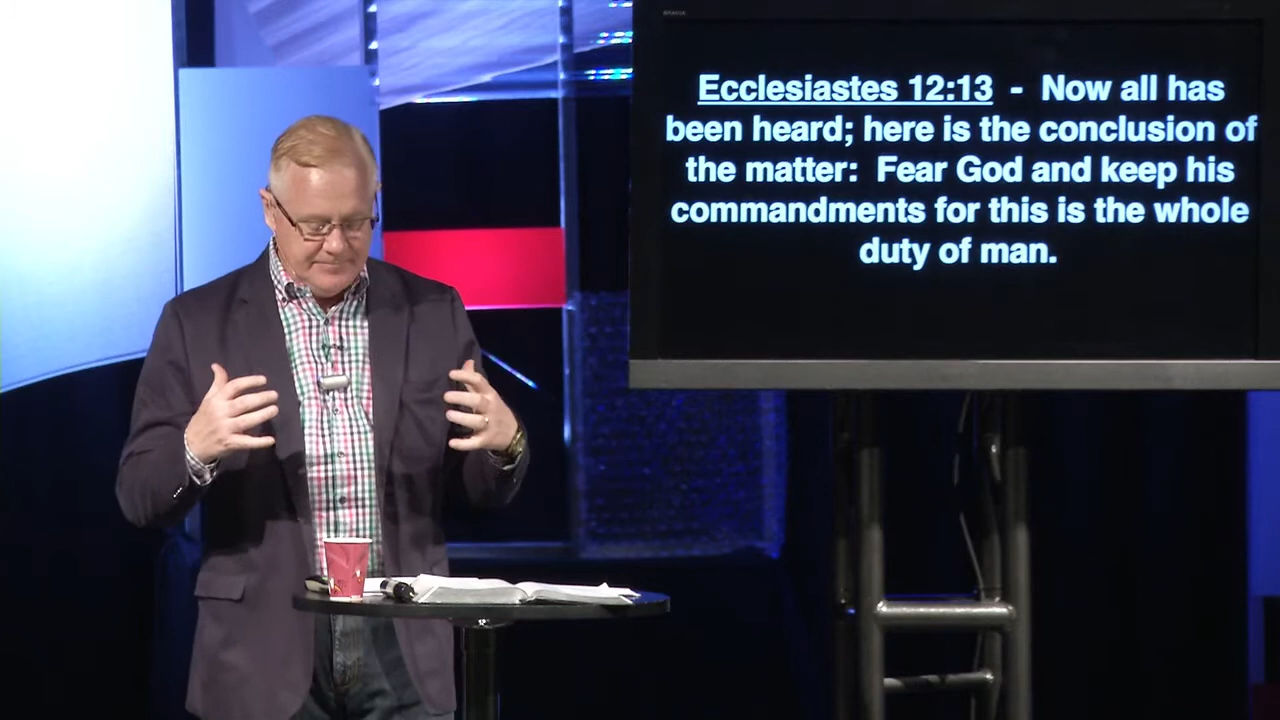 BRAVIA
Ecclesiastes 12:13 - Now all has
been heard; here is the conclusion of
the matter: Fear God and keep his
commandments for this is the whole
duty of man.